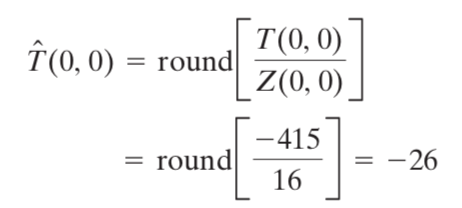 T̂(0, 0) = round[T(0, 0) / Z(0, 0)]
= round[−415 / 16] = −26